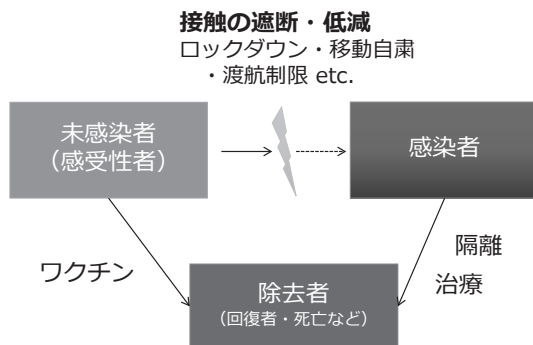 接触の遮断・低減
ロックダウン・移動自粛
・渡航制限 etc.
未感染者
（感受性者）
感染者
ワクチン
隔離
治療
除去者
（回復者・死亡など）